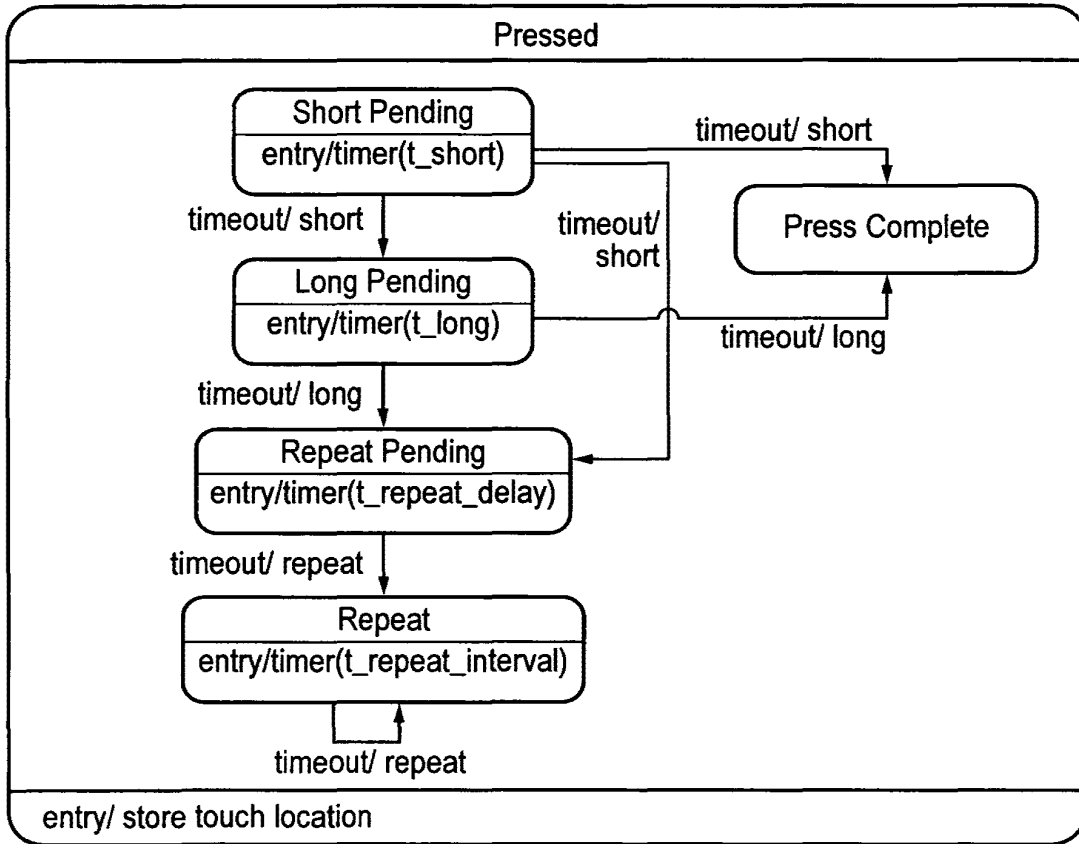 Pressed
Short Pending
entry/timer(t_short)
timeout/ short
timeout/ short
timeout/
short
Press Complete
Long Pending
entry/timer(t_long)
timeout/ long
timeout/ long
Repeat Pending
entry/timer(t_repeat_delay)
timeout/ repeat
Repeat
entry/timer(t_repeat_interval)
timeout/ repeat
entry/ store touch location